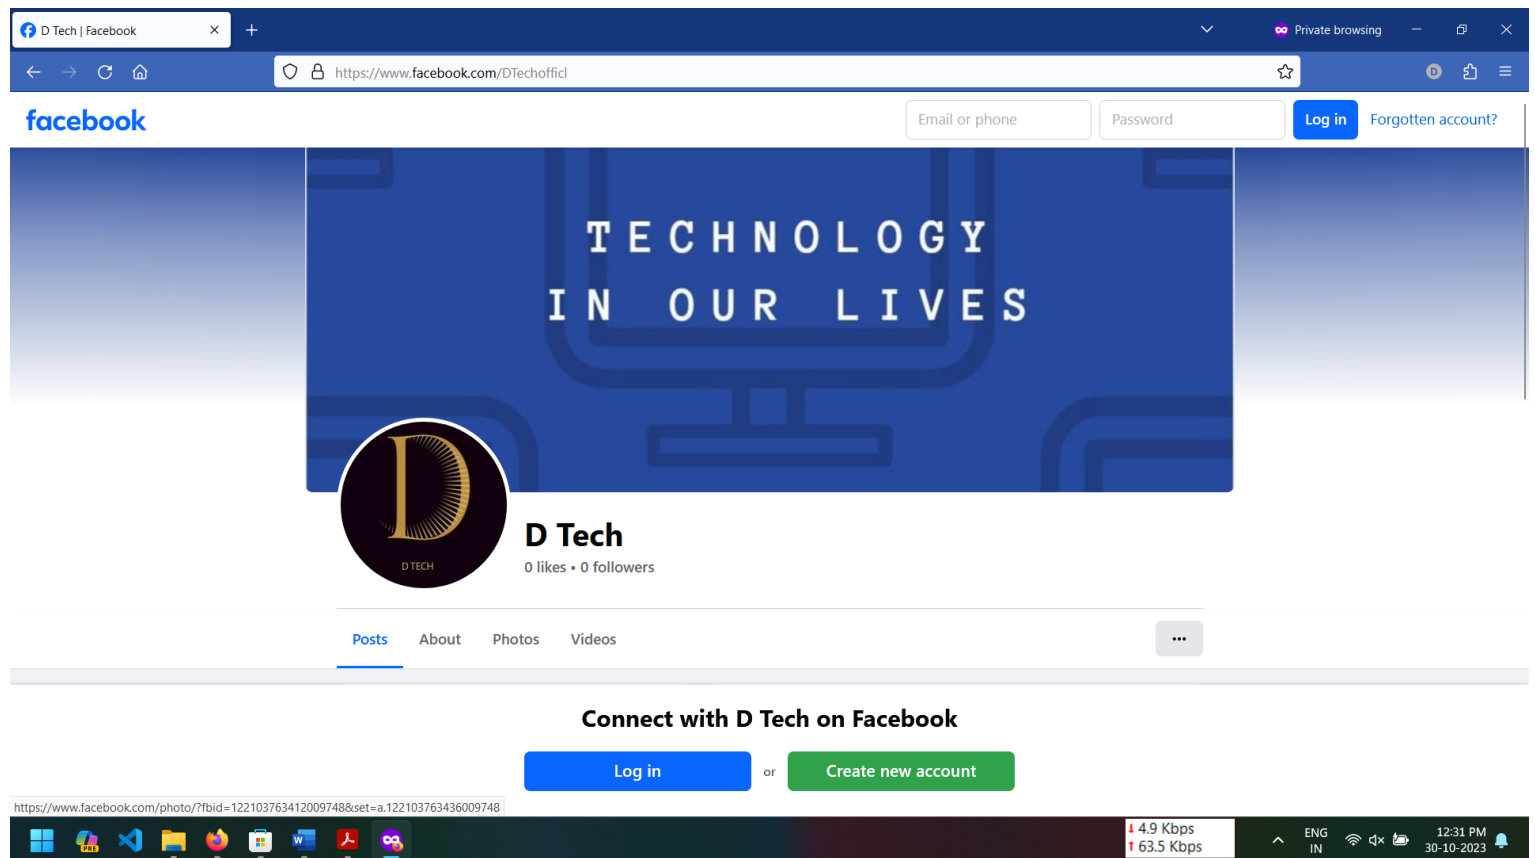 D Tech | Facebook
Private browsing
https://www.facebook.com/DTechofficl
D
facebook
Email or phone
Password
Log in
Forgotten account?
TECHNOLOGY
IN OUR LIVES
D
D TECH
D Tech
0 likes • 0 followers
Posts
About
Photos
Videos
Connect with D Tech on Facebook
Log in
or
Create new account
https://www.facebook.com/photo/?fbid=122103763412009748&set=a.122103763436009748
PRE
W
4.9 Kbps
63.5 Kbps
ENG
IN
12:31 PM
30-10-2023